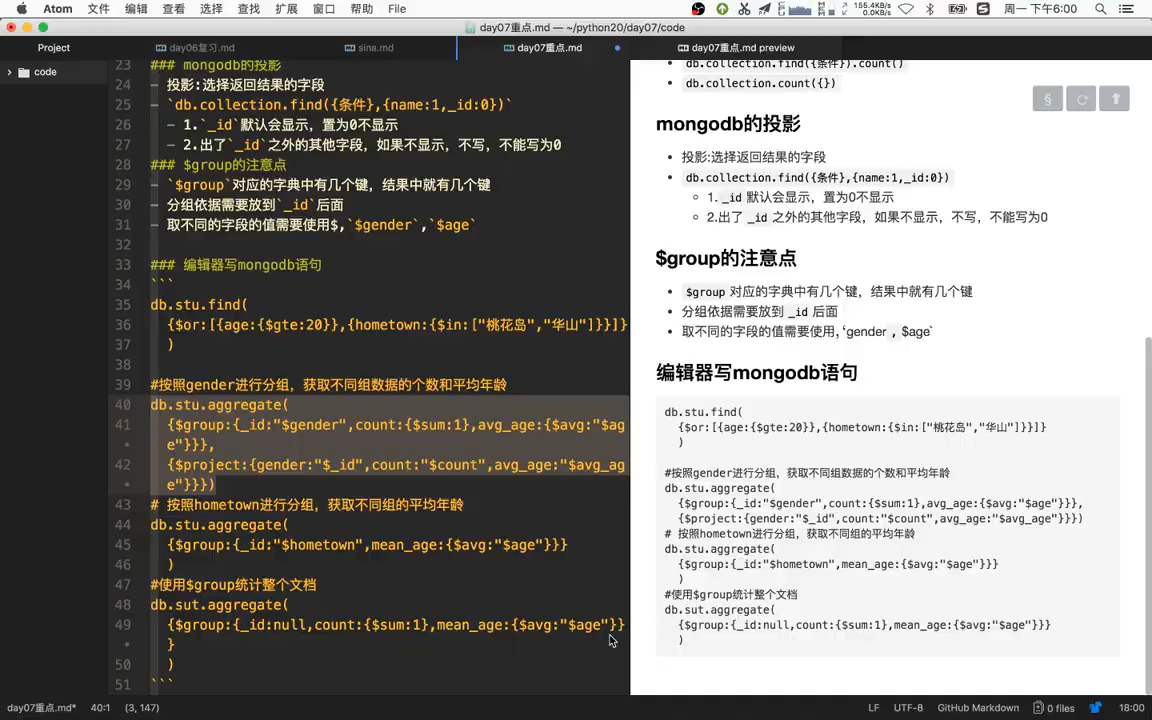 Atom 文件 编辑 查看 选择 查找 扩展 窗口 帮助 File 155.4KB/s 0.0KB/s 周一 下午6:00
day07重点.md — ~/python20/day07/code
Project day06复习.md sina.md day07重点.md day07重点.md preview
code
23 ### mongodb的投影
24 - 投影:选择返回结果的字段
25 - `db.collection.find({条件},{name:1,_id:0})`
26 - 1.`_id`默认会显示，置为0不显示
27 - 2.出了`_id`之外的其他字段，如果不显示，不写，不能写为0
28 ### $group的注意点
29 - `$group`对应的字典中有几个键，结果中就有几个键
30 - 分组依据需要放到`_id`后面
31 - 取不同的字段的值需要使用$,`$gender`,`$age`
32
33 ### 编辑器写mongodb语句
34 ```
35 db.stu.find(
36 {$or:[{age:{$gte:20}},{hometown:{$in:["桃花岛","华山"]}}]}
37 )
38
39 #按照gender进行分组，获取不同组数据的个数和平均年龄
40 db.stu.aggregate(
41 {$group:{_id:"$gender",count:{$sum:1},avg_age:{$avg:"$ag
e"}}},
42 {$project:{gender:"$_id",count:"$count",avg_age:"$avg_ag
e"}}})
43 # 按照hometown进行分组，获取不同组的平均年龄
44 db.stu.aggregate(
45 {$group:{_id:"$hometown",mean_age:{$avg:"$age"}}}
46 )
47 #使用$group统计整个文档
48 db.sut.aggregate(
49 {$group:{_id:null,count:{$sum:1},mean_age:{$avg:"$age"}}
}
50 )
51 ```
db.collection.find({条件}).count()
db.collection.count({})
mongodb的投影
投影:选择返回结果的字段
db.collection.find({条件},{name:1,_id:0})
1. _id 默认会显示，置为0不显示
2.出了 _id 之外的其他字段，如果不显示，不写，不能写为0
$group的注意点
$group 对应的字典中有几个键，结果中就有几个键
分组依据需要放到 _id 后面
取不同的字段的值需要使用,‘gender , $age`
编辑器写mongodb语句
db.stu.find(
{$or:[{age:{$gte:20}},{hometown:{$in:["桃花岛","华山"]}}]}
)
#按照gender进行分组，获取不同组数据的个数和平均年龄
db.stu.aggregate(
{$group:{_id:"$gender",count:{$sum:1},avg_age:{$avg:"$age"}}},
{$project:{gender:"$_id",count:"$count",avg_age:"$avg_age"}}})
# 按照hometown进行分组，获取不同组的平均年龄
db.stu.aggregate(
{$group:{_id:"$hometown",mean_age:{$avg:"$age"}}}
)
#使用$group统计整个文档
db.sut.aggregate(
{$group:{_id:null,count:{$sum:1},mean_age:{$avg:"$age"}}}
)
day07重点.md* 40:1 (3, 147) LF UTF-8 GitHub Markdown 0 files 18:00